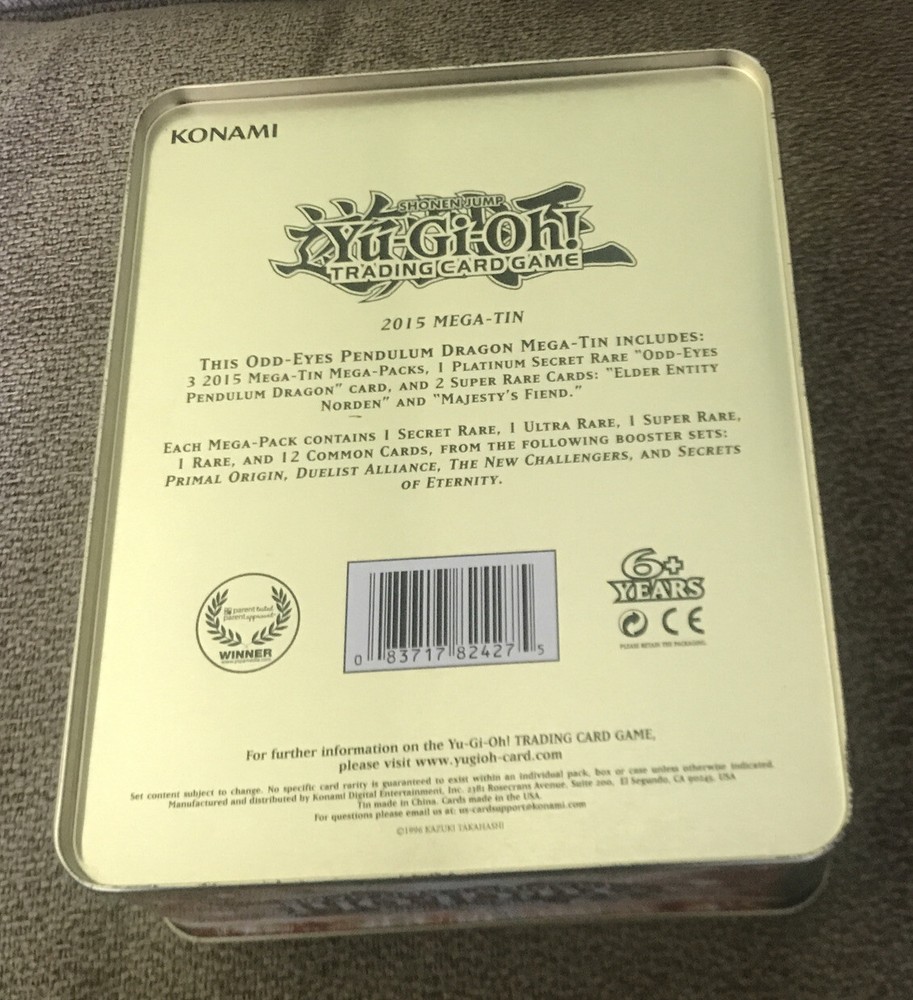 KONAMI
SHONEN JUMP
Yu-Gi-Oh!
TRADING CARD GAME
2015 MEGA-TIN
THIS ODD-EYES PENDULUM DRAGON MEGA-TIN INCLUDES:
3 2015 MEGA-TIN MEGA-PACKS, 1 PLATINUM SECRET RARE "ODD-EYES
PENDULUM DRAGON" CARD, AND 2 SUPER RARE CARDS: "ELDER ENTITY
NORDEN" AND "MAJESTY'S FIEND."
EACH MEGA-PACK CONTAINS 1 SECRET RARE, 1 ULTRA RARE, 1 SUPER RARE,
1 RARE, AND 12 COMMON CARDS, FROM THE FOLLOWING BOOSTER SETS:
PRIMAL ORIGIN, DUELIST ALLIANCE, THE NEW CHALLENGERS, AND SECRETS
OF ETERNITY.
parent tested
parent approved
WINNER
0 83717 82427 5
6+
YEARS
CE
PLEASE RETAIN THE PACKAGING.
For further information on the Yu-Gi-Oh! TRADING CARD GAME,
please visit www.yugioh-card.com
Set content subject to change. No specific card rarity is guaranteed to exist within an individual pack, box or case unless otherwise indicated.
Manufactured and distributed by Konami Digital Entertainment, Inc. 2381 Rosecrans Avenue, Suite 200, El Segundo, CA 90245, USA
Tin made in China. Cards made in the USA.
For questions please email us at: us-cardsupport@konami.com
©1996 KAZUKI TAKAHASHI